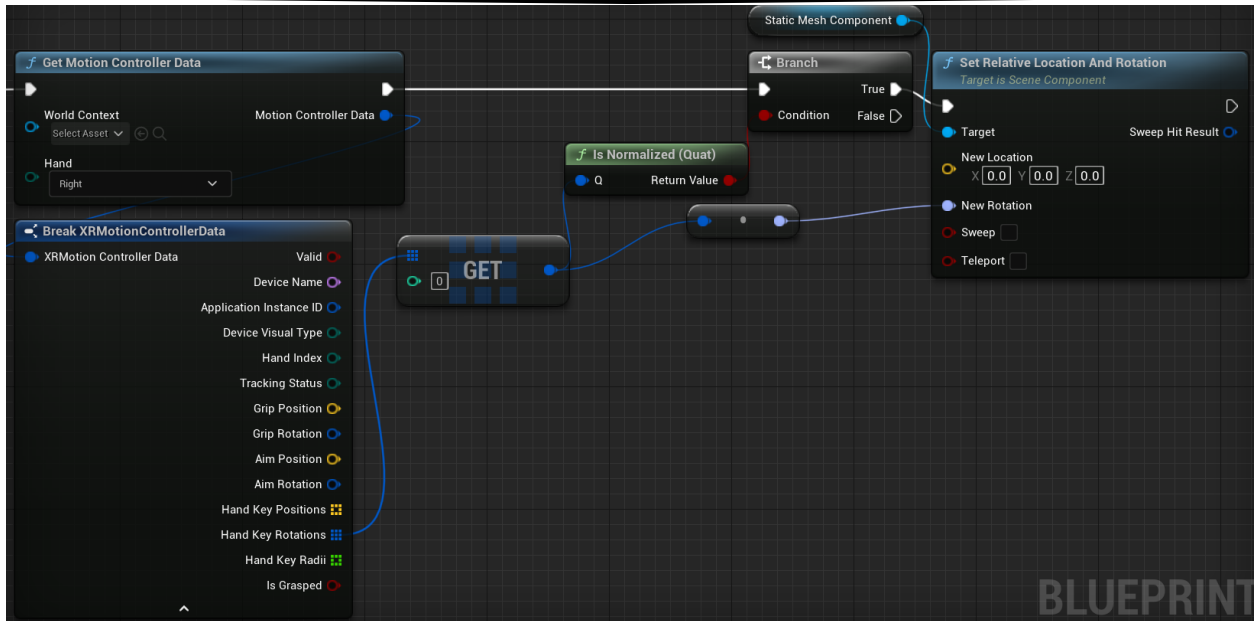 Static Mesh Component
Get Motion Controller Data
World Context
Select Asset
Motion Controller Data
Hand
Right
Branch
True
Condition
False
Set Relative Location And Rotation
Target is Scene Component
Target
Sweep Hit Result
New Location
X 0.0 Y 0.0 Z 0.0
New Rotation
Sweep
Teleport
Is Normalized (Quat)
Q
Return Value
Break XRMotionControllerData
XRMotion Controller Data
Valid
Device Name
Application Instance ID
Device Visual Type
Hand Index
Tracking Status
Grip Position
Grip Rotation
Aim Position
Aim Rotation
Hand Key Positions
Hand Key Rotations
Hand Key Radii
Is Grasped
GET
0
BLUEPRINT